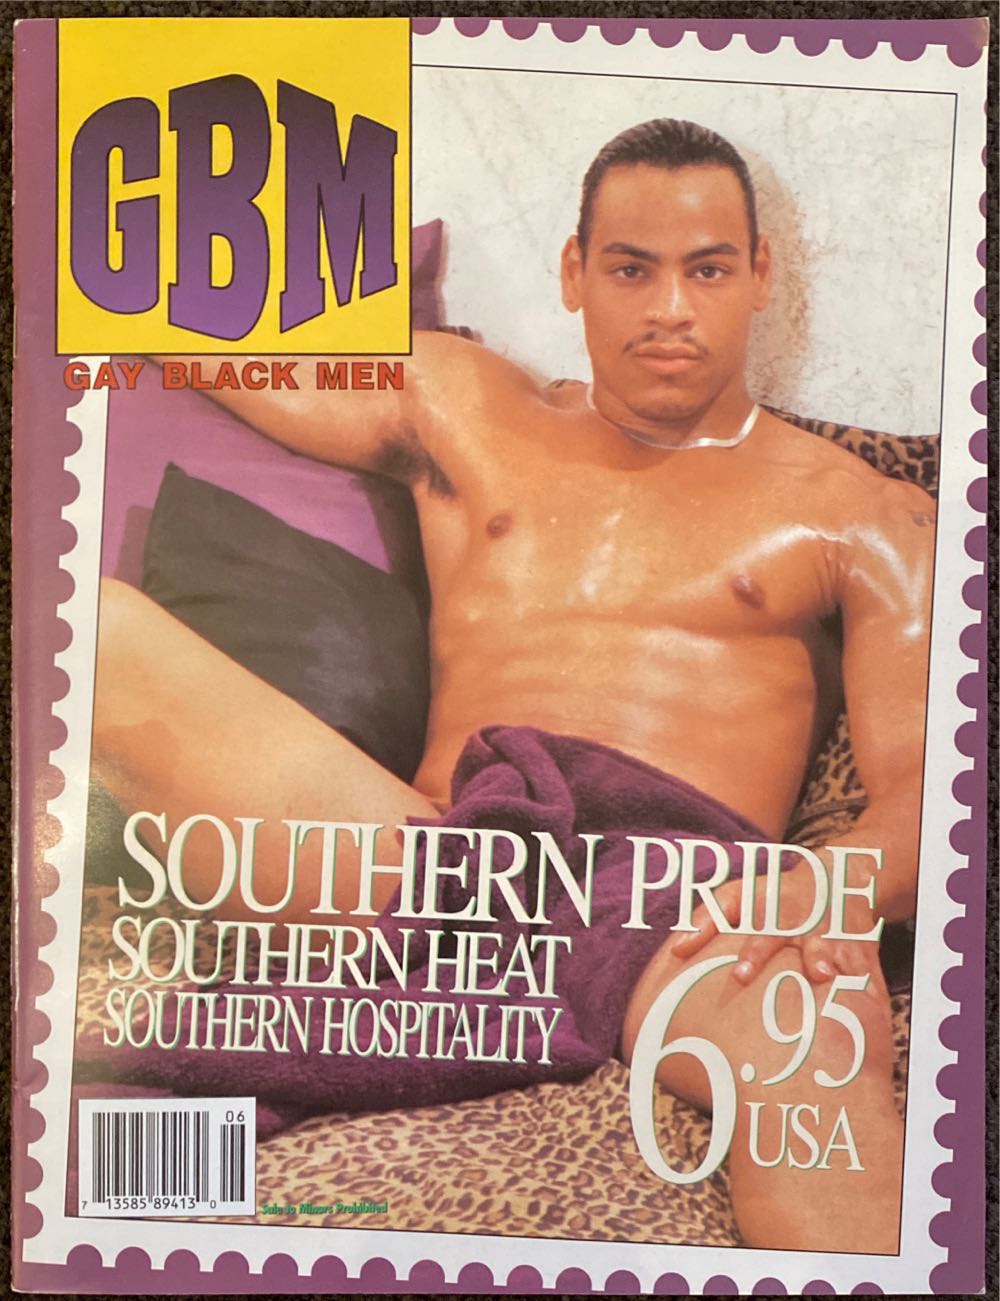 GBM
GAY BLACK MEN
SOUTHERN PRIDE
SOUTHERN HEAT
SOUTHERN HOSPITALITY
6.95
USA
06
7 13585 89413 0
Sale to Minors Prohibited